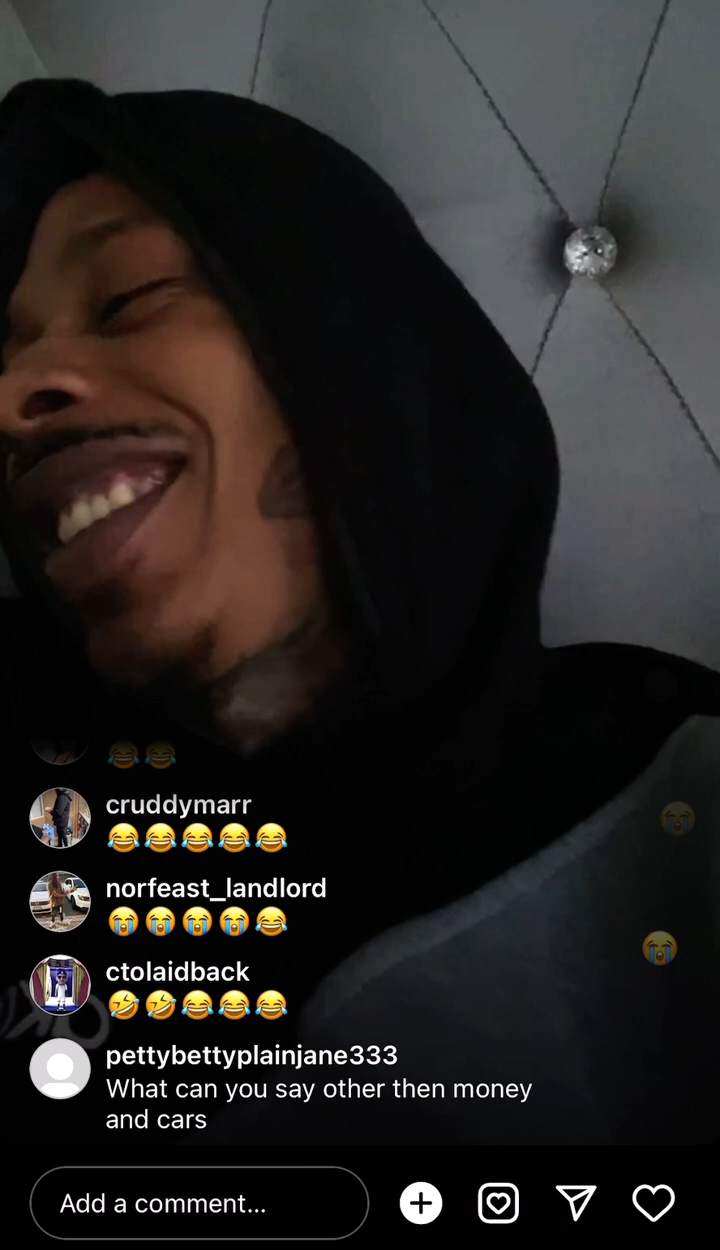 😂😂
cruddymarr
😂😂😂😂😂
norfeast_landlord
😭😭😭😭😂
ctolaidback
🤣🤣😂😂😂
pettybettyplainjane333
What can you say other then money
and cars
Add a comment...